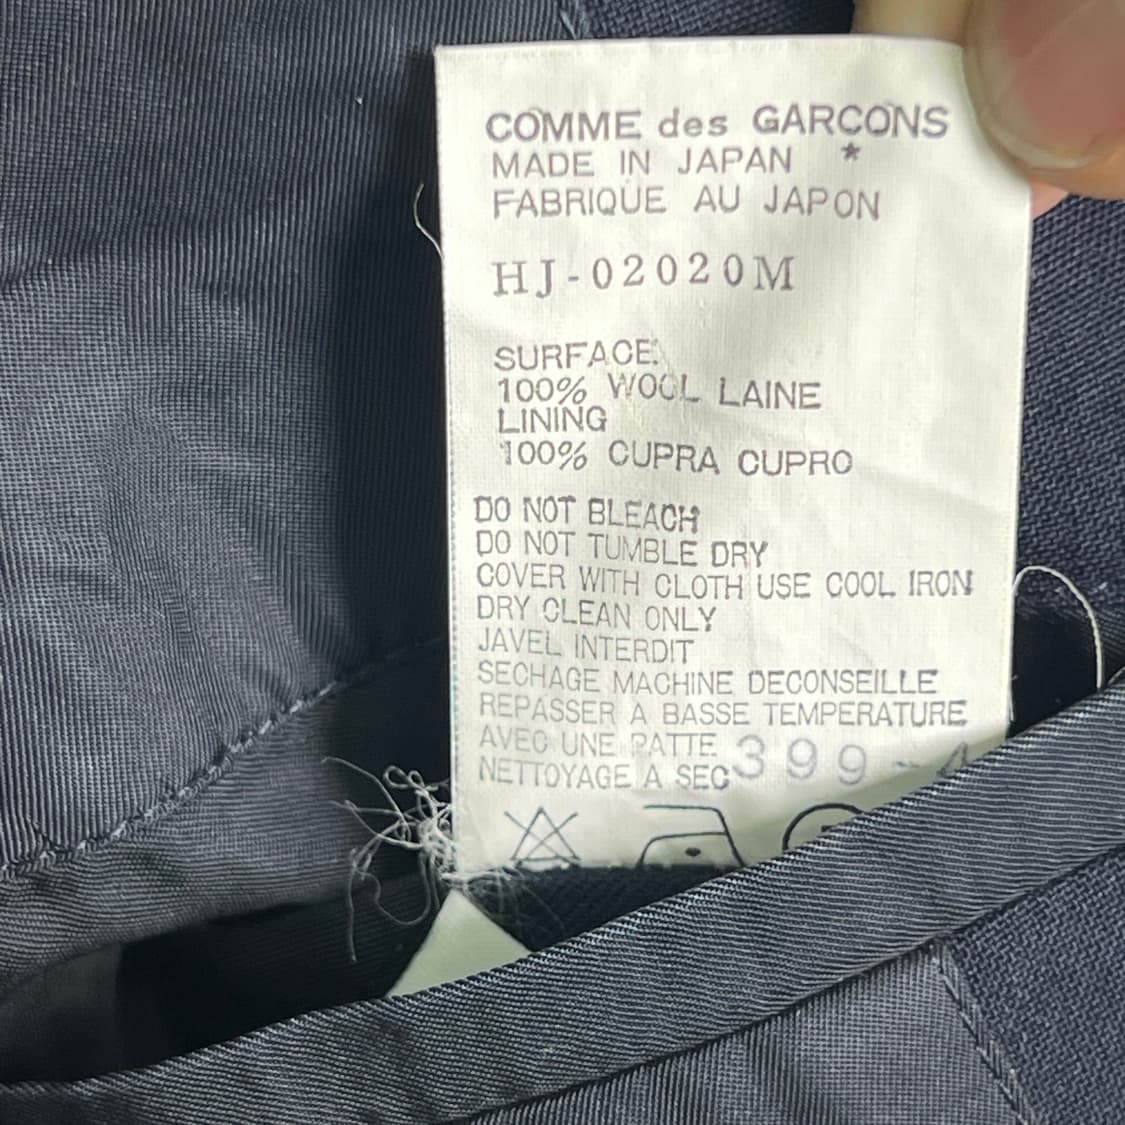 COMME des GARCONS
MADE IN JAPAN *
FABRIQUE AU JAPON
HJ-02020M
SURFACE:
100% WOOL LAINE
LINING
100% CUPRA CUPRO
DO NOT BLEACH
DO NOT TUMBLE DRY
COVER WITH CLOTH USE COOL IRON
DRY CLEAN ONLY
JAVEL INTERDIT
SECHAGE MACHINE DECONSEILLE
REPASSER A BASSE TEMPERATURE
AVEC UNE PATTE
NETTOYAGE A SEC 399-4